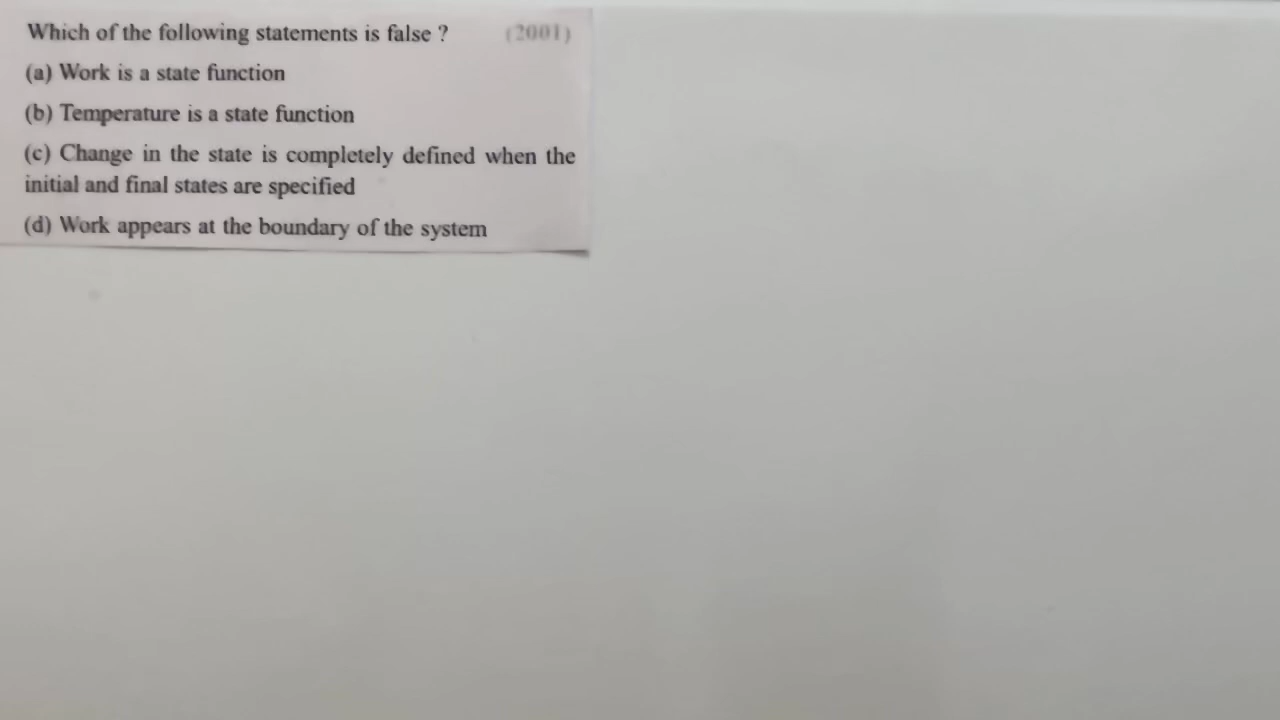 Which of the following statements is false ? (2001)
(a) Work is a state function
(b) Temperature is a state function
(c) Change in the state is completely defined when the
initial and final states are specified
(d) Work appears at the boundary of the system